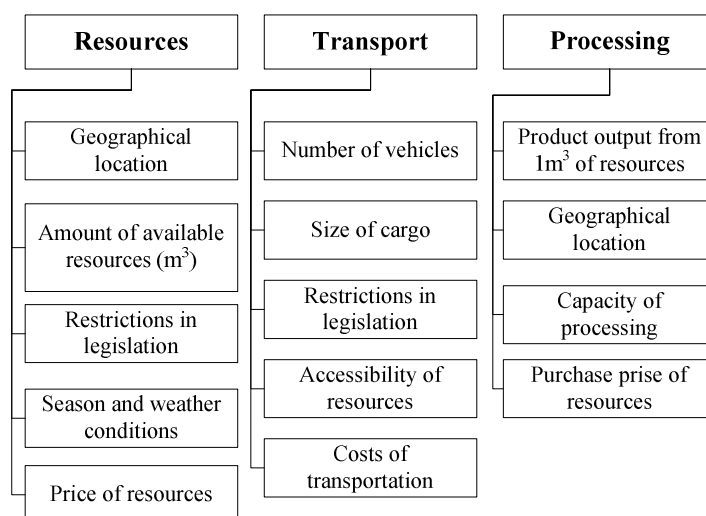 Resources
Geographical
location
Amount of available
resources (m³)
Restrictions in
legislation
Season and weather
conditions
Price of resources
Transport
Number of vehicles
Size of cargo
Restrictions in
legislation
Accessibility of
resources
Costs of
transportation
Processing
Product output from
1m³ of resources
Geographical
location
Capacity of
processing
Purchase prise of
resources